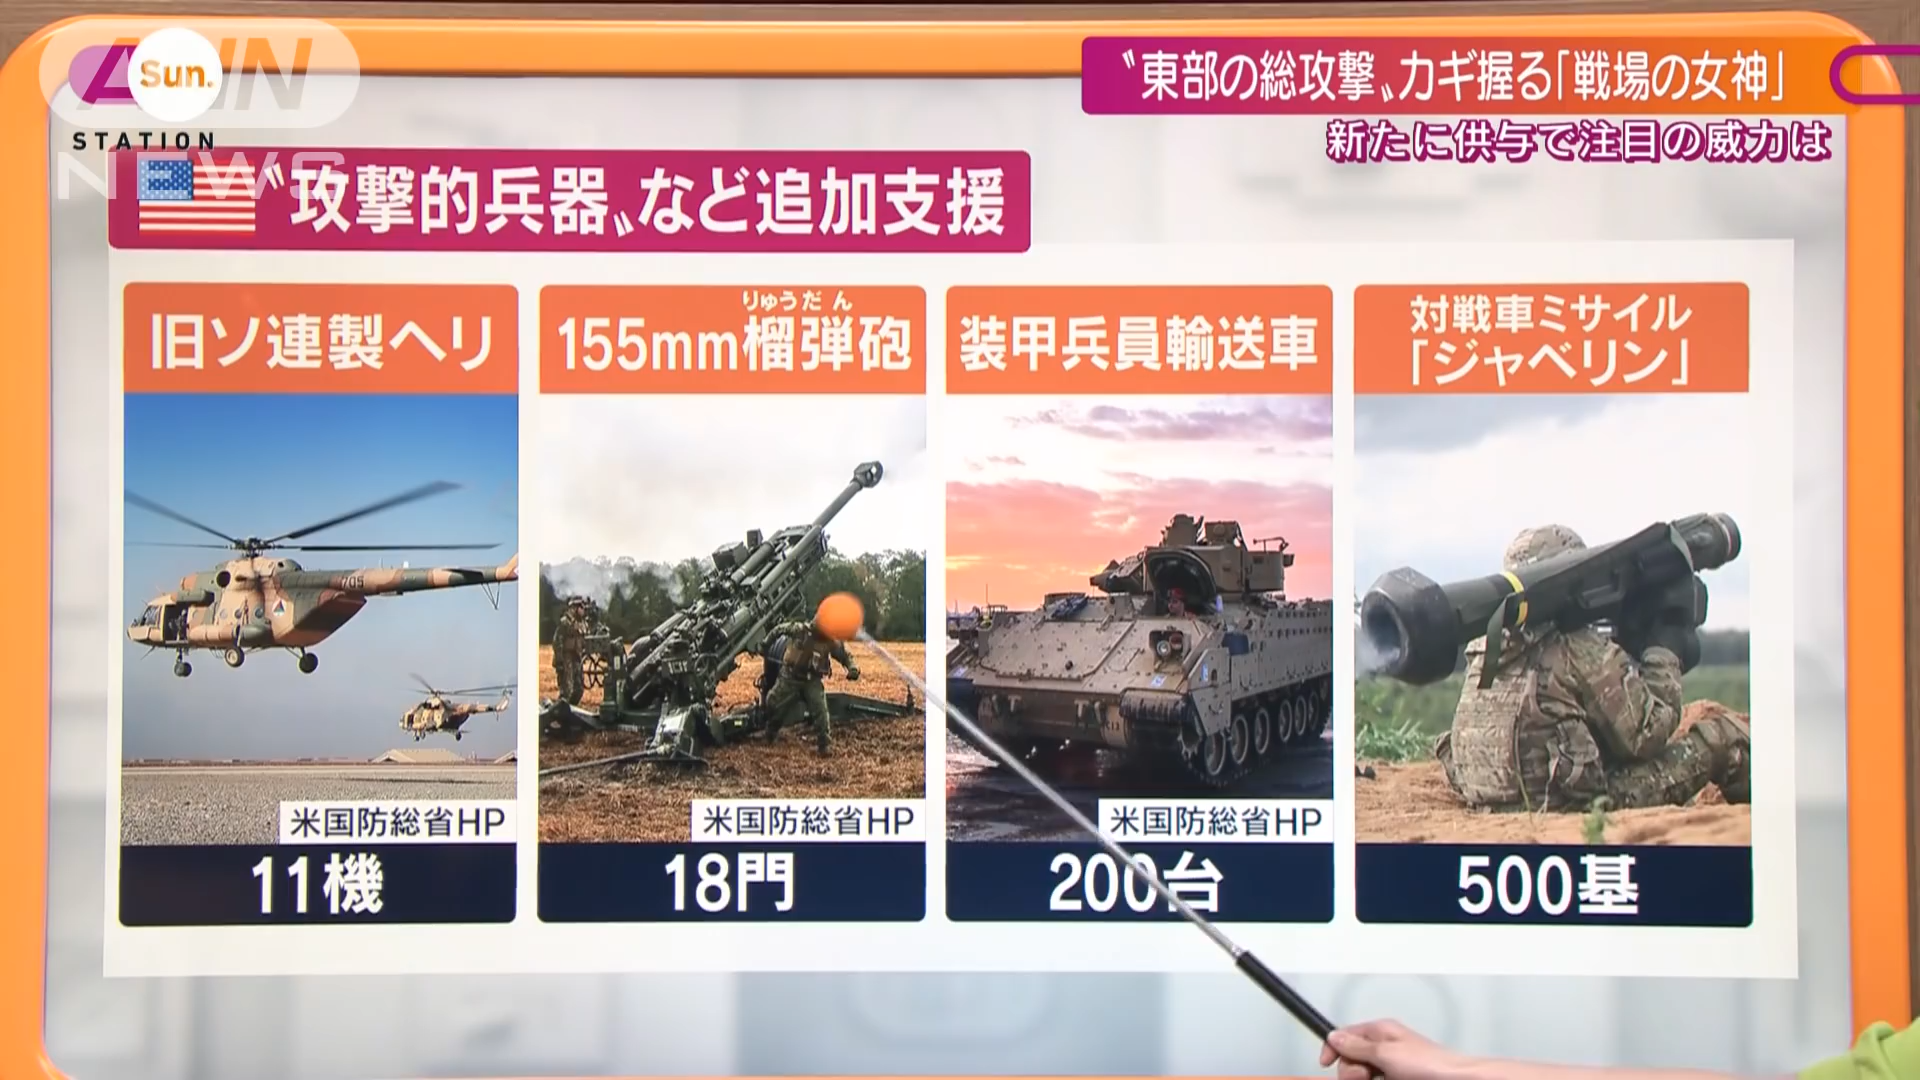 ANN
Sun.
STATION
NEWS
〝東部の総攻撃〟カギ握る「戦場の女神」
新たに供与で注目の威力は
〝攻撃的兵器〟など追加支援
旧ソ連製ヘリ
705
米国防総省HP
11機
りゅうだん
155mm榴弾砲
米国防総省HP
18門
装甲兵員輸送車
米国防総省HP
200台
対戦車ミサイル
「ジャベリン」
500基